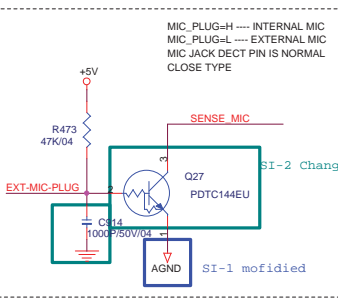 MIC_PLUG=H ---- INTERNAL MIC
MIC_PLUG=L ---- EXTERNAL MIC
MIC JACK DECT PIN IS NORMAL
CLOSE TYPE
+5V
R473
47K/04
SENSE_MIC
3
SI-2 Chang
EXT-MIC-PLUG
2
Q27
PDTC144EU
C914
1000P/50V/04
1
AGND
SI-1 mofidied